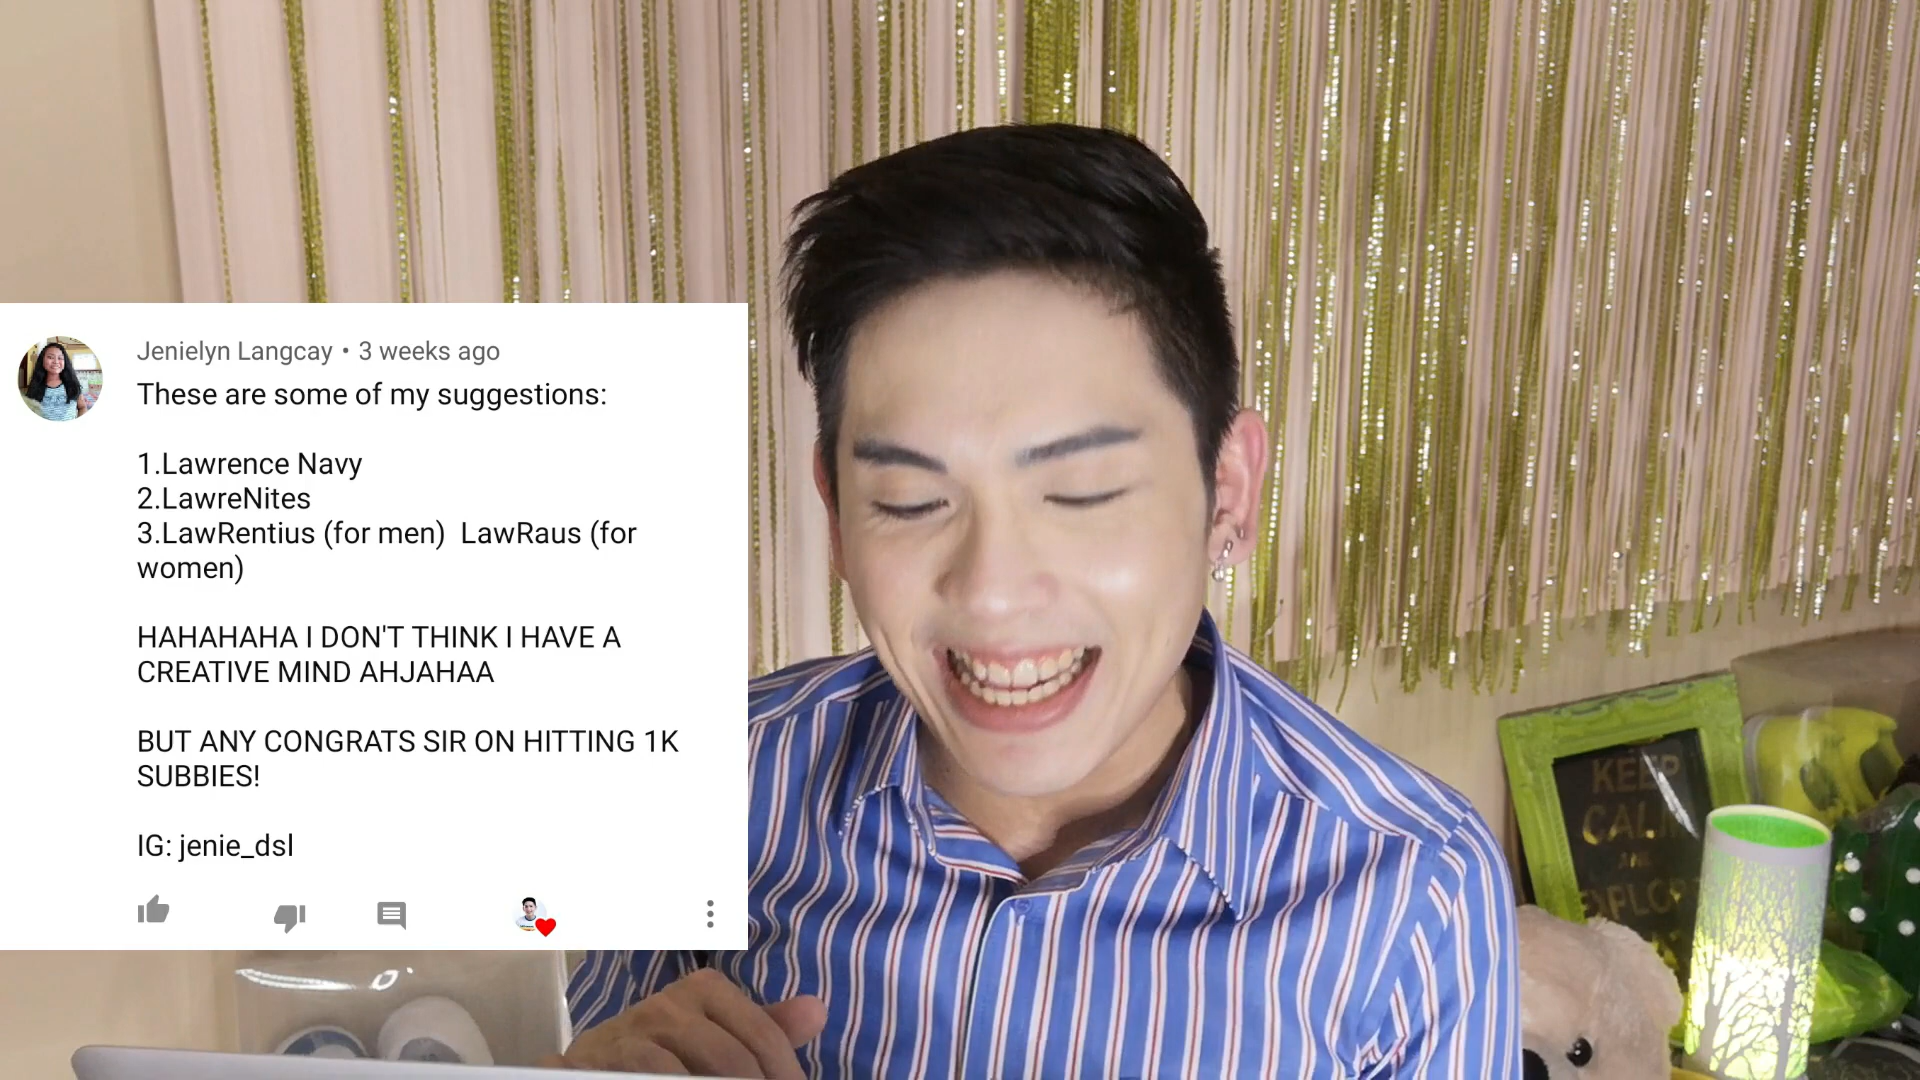 Jenielyn Langcay • 3 weeks ago
These are some of my suggestions:
1.Lawrence Navy
2.LawreNites
3.LawRentius (for men)  LawRaus (for
women)
HAHAHAHA I DON'T THINK I HAVE A
CREATIVE MIND AHJAHAA
BUT ANY CONGRATS SIR ON HITTING 1K
SUBBIES!
IG: jenie_dsl
KEEP
CALM
AND
EXPLORE